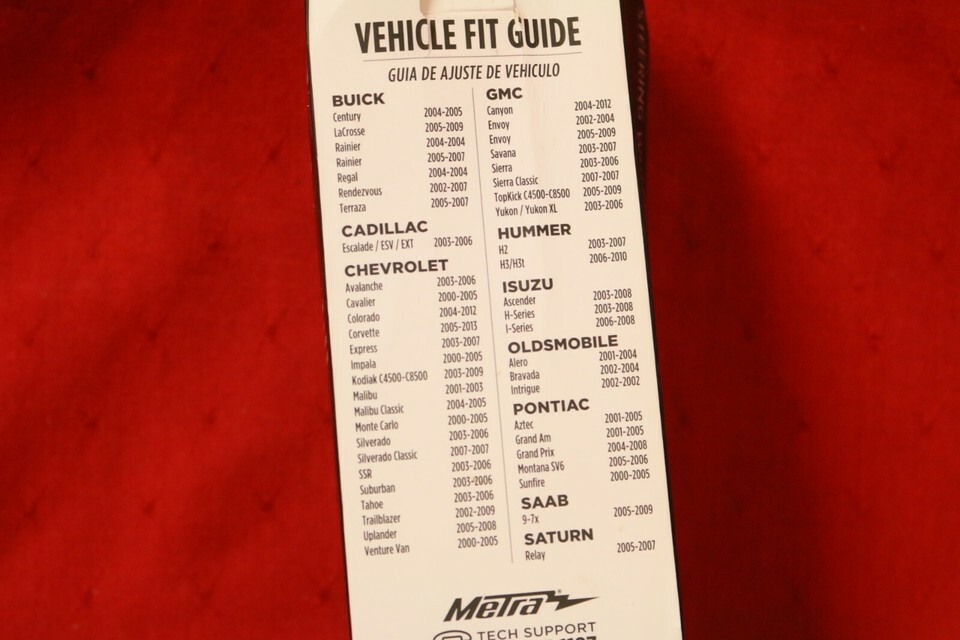 VEHICLE FIT GUIDE
GUIA DE AJUSTE DE VEHICULO
BUICK
Century 2004-2005
LaCrosse 2005-2009
Rainier 2004-2004
Rainier 2005-2007
Regal 2004-2004
Rendezvous 2002-2007
Terraza 2005-2007
CADILLAC
Escalade / ESV / EXT 2003-2006
CHEVROLET
Avalanche 2003-2006
Cavalier 2000-2005
Colorado 2004-2012
Corvette 2005-2013
Express 2003-2007
Impala 2000-2005
Kodiak C4500-C8500 2003-2009
Malibu 2001-2003
Malibu Classic 2004-2005
Monte Carlo 2000-2005
Silverado 2003-2006
Silverado Classic 2007-2007
SSR 2003-2006
Suburban 2003-2006
Tahoe 2003-2006
Trailblazer 2002-2009
Uplander 2005-2008
Venture Van 2000-2005
GMC
Canyon 2004-2012
Envoy 2002-2004
Envoy 2005-2009
Savana 2003-2007
Sierra 2003-2006
Sierra Classic 2007-2007
TopKick C4500-C8500 2005-2009
Yukon / Yukon XL 2003-2006
HUMMER
H2 2003-2007
H3/H3t 2006-2010
ISUZU
Ascender 2003-2008
H-Series 2003-2008
I-Series 2006-2008
OLDSMOBILE
Alero 2001-2004
Bravada 2002-2004
Intrigue 2002-2002
PONTIAC
Aztec 2001-2005
Grand Am 2001-2005
Grand Prix 2004-2008
Montana SV6 2005-2006
Sunfire 2000-2005
SAAB
9-7x 2005-2009
SATURN
Relay 2005-2007
MeTra
TECH SUPPORT